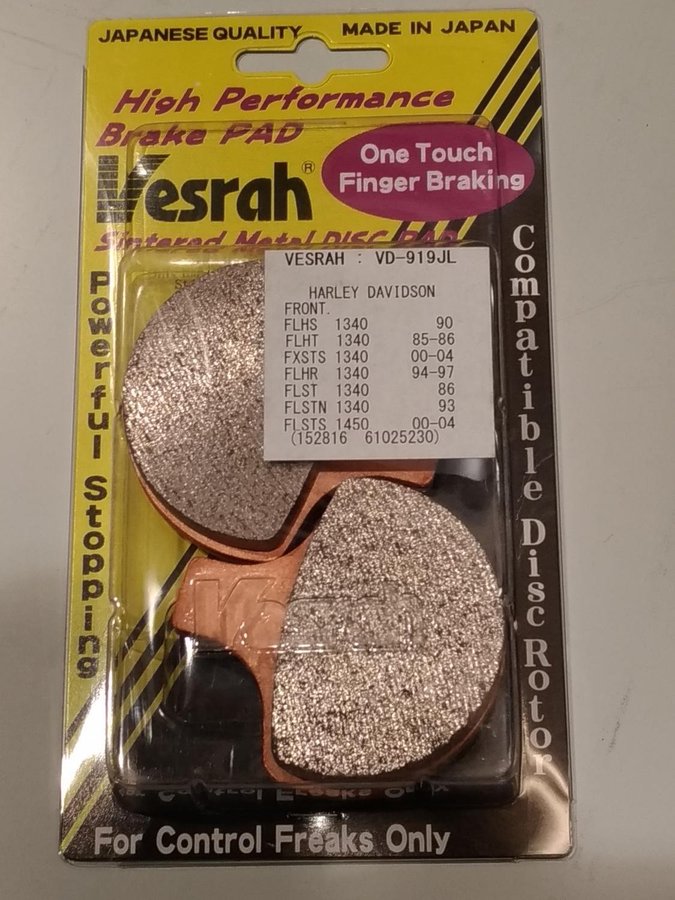 JAPANESE QUALITY MADE IN JAPAN
High Performance
Brake PAD
Vesrah®
One Touch
Finger Braking
Sintered Metal DISC PAD
Powerful Stopping
Compatible Disc Rotor
VESRAH : VD-919JL
HARLEY DAVIDSON
FRONT.
FLHS 1340 90
FLHT 1340 85-86
FXSTS 1340 00-04
FLHR 1340 94-97
FLST 1340 86
FLSTN 1340 93
FLSTS 1450 00-04
(152816 61025230)
Vesrah
For Control Freaks Only